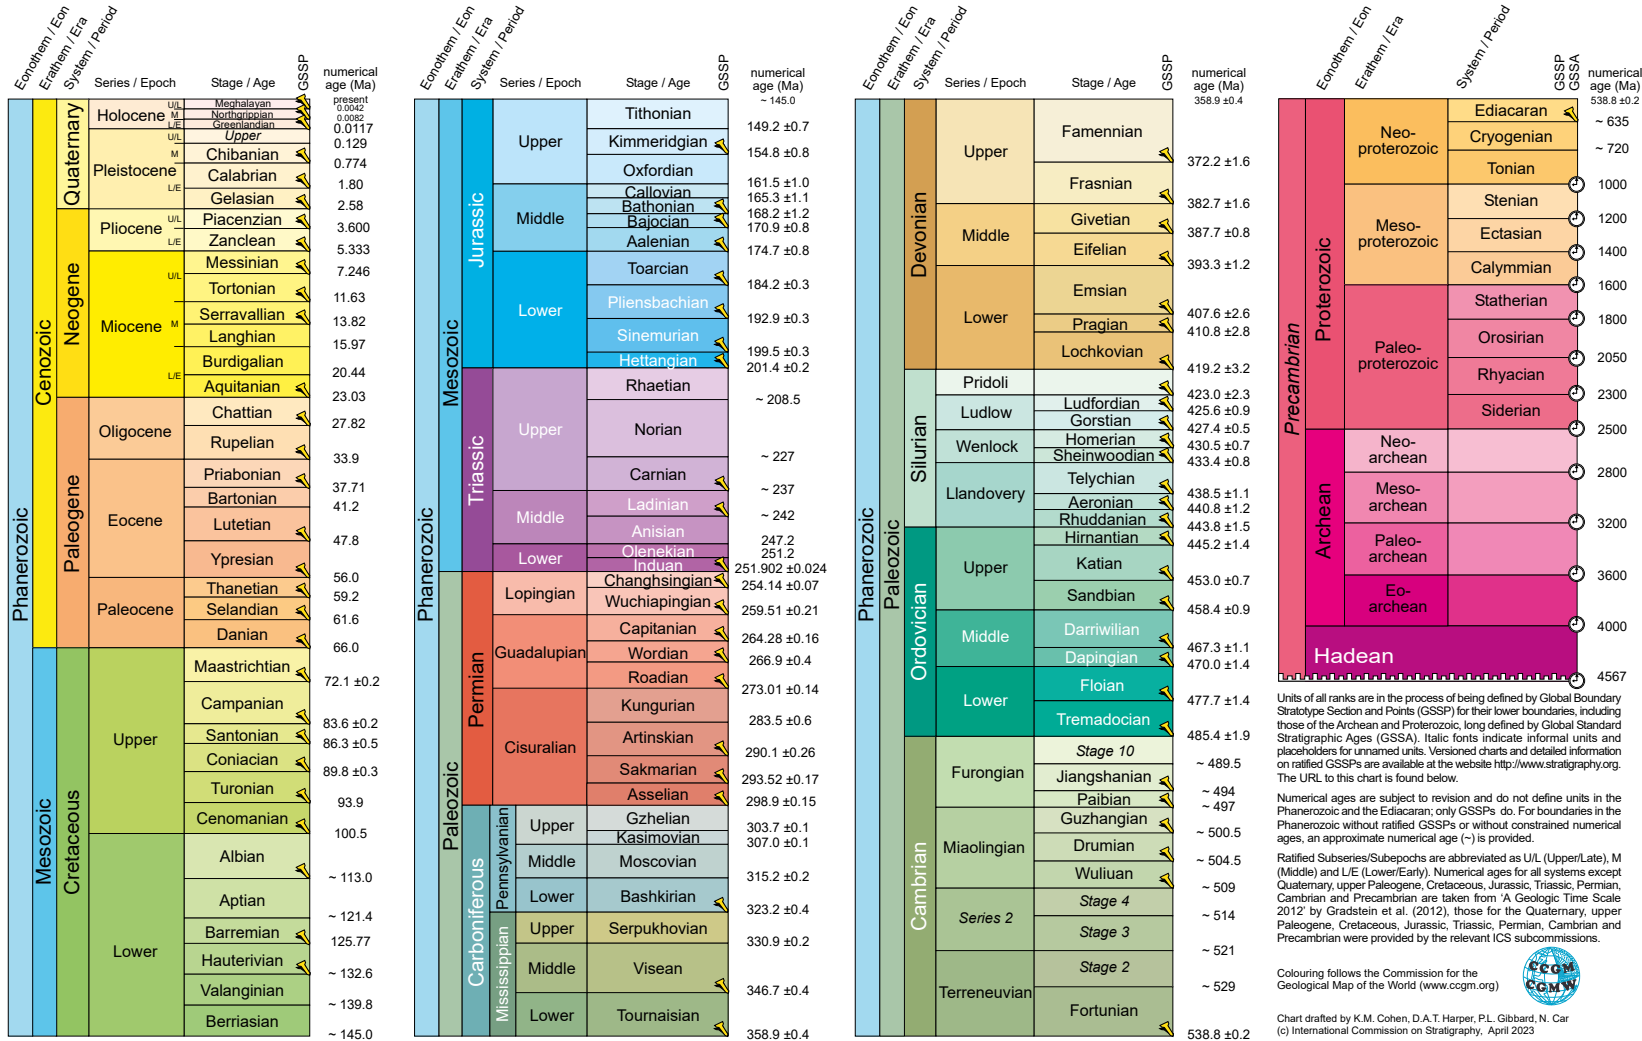 Eonothem / Eon
Erathem / Era
System / Period
Series / Epoch
Stage / Age
GSSP
numerical
age (Ma)
Phanerozoic
Cenozoic
Mesozoic
Quaternary
Neogene
Paleogene
Cretaceous
Holocene
U/L
M
L/E
Pleistocene
U/L
M
L/E
Pliocene
U/L
L/E
Miocene
U/L
M
L/E
Oligocene
Eocene
Paleocene
Upper
Lower
present
Meghalayan
0.0042
Northgrippian
0.0082
Greenlandian
0.0117
Upper
0.129
Chibanian
0.774
Calabrian
1.80
Gelasian
2.58
Piacenzian
3.600
Zanclean
5.333
Messinian
7.246
Tortonian
11.63
Serravallian
13.82
Langhian
15.97
Burdigalian
20.44
Aquitanian
23.03
Chattian
27.82
Rupelian
33.9
Priabonian
37.71
Bartonian
41.2
Lutetian
47.8
Ypresian
56.0
Thanetian
59.2
Selandian
61.6
Danian
66.0
Maastrichtian
72.1 ±0.2
Campanian
83.6 ±0.2
Santonian
86.3 ±0.5
Coniacian
89.8 ±0.3
Turonian
93.9
Cenomanian
100.5
Albian
~ 113.0
Aptian
~ 121.4
Barremian
125.77
Hauterivian
~ 132.6
Valanginian
~ 139.8
Berriasian
~ 145.0
Eonothem / Eon
Erathem / Era
System / Period
Series / Epoch
Stage / Age
GSSP
numerical
age (Ma)
Phanerozoic
Mesozoic
Paleozoic
Jurassic
Triassic
Permian
Carboniferous
Pennsylvanian
Mississippian
Upper
Middle
Lower
Upper
Middle
Lower
Lopingian
Guadalupian
Cisuralian
Upper
Middle
Lower
Upper
Middle
Lower
~ 145.0
Tithonian
149.2 ±0.7
Kimmeridgian
154.8 ±0.8
Oxfordian
161.5 ±1.0
Callovian
165.3 ±1.1
Bathonian
168.2 ±1.2
Bajocian
170.9 ±0.8
Aalenian
174.7 ±0.8
Toarcian
184.2 ±0.3
Pliensbachian
192.9 ±0.3
Sinemurian
199.5 ±0.3
Hettangian
201.4 ±0.2
Rhaetian
~ 208.5
Norian
~ 227
Carnian
~ 237
Ladinian
~ 242
Anisian
247.2
Olenekian
251.2
Induan
251.902 ±0.024
Changhsingian
254.14 ±0.07
Wuchiapingian
259.51 ±0.21
Capitanian
264.28 ±0.16
Wordian
266.9 ±0.4
Roadian
273.01 ±0.14
Kungurian
283.5 ±0.6
Artinskian
290.1 ±0.26
Sakmarian
293.52 ±0.17
Asselian
298.9 ±0.15
Gzhelian
303.7 ±0.1
Kasimovian
307.0 ±0.1
Moscovian
315.2 ±0.2
Bashkirian
323.2 ±0.4
Serpukhovian
330.9 ±0.2
Visean
346.7 ±0.4
Tournaisian
358.9 ±0.4
Eonothem / Eon
Erathem / Era
System / Period
Series / Epoch
Stage / Age
GSSP
numerical
age (Ma)
Phanerozoic
Paleozoic
Devonian
Silurian
Ordovician
Cambrian
Upper
Middle
Lower
Pridoli
Ludlow
Wenlock
Llandovery
Upper
Middle
Lower
Furongian
Miaolingian
Series 2
Terreneuvian
358.9 ±0.4
Famennian
372.2 ±1.6
Frasnian
382.7 ±1.6
Givetian
387.7 ±0.8
Eifelian
393.3 ±1.2
Emsian
407.6 ±2.6
Pragian
410.8 ±2.8
Lochkovian
419.2 ±3.2
423.0 ±2.3
Ludfordian
425.6 ±0.9
Gorstian
427.4 ±0.5
Homerian
430.5 ±0.7
Sheinwoodian
433.4 ±0.8
Telychian
438.5 ±1.1
Aeronian
440.8 ±1.2
Rhuddanian
443.8 ±1.5
Hirnantian
445.2 ±1.4
Katian
453.0 ±0.7
Sandbian
458.4 ±0.9
Darriwilian
467.3 ±1.1
Dapingian
470.0 ±1.4
Floian
477.7 ±1.4
Tremadocian
485.4 ±1.9
Stage 10
~ 489.5
Jiangshanian
~ 494
Paibian
~ 497
Guzhangian
~ 500.5
Drumian
~ 504.5
Wuliuan
~ 509
Stage 4
~ 514
Stage 3
~ 521
Stage 2
~ 529
Fortunian
538.8 ±0.2
Eonothem / Eon
Erathem / Era
System / Period
GSSP
GSSA
numerical
age (Ma)
Precambrian
Proterozoic
Archean
Hadean
Neo-
proterozoic
Meso-
proterozoic
Paleo-
proterozoic
Neo-
archean
Meso-
archean
Paleo-
archean
Eo-
archean
538.8 ±0.2
Ediacaran
~ 635
Cryogenian
~ 720
Tonian
1000
Stenian
1200
Ectasian
1400
Calymmian
1600
Statherian
1800
Orosirian
2050
Rhyacian
2300
Siderian
2500
2800
3200
3600
4000
4567
Units of all ranks are in the process of being defined by Global Boundary
Stratotype Section and Points (GSSP) for their lower boundaries, including
those of the Archean and Proterozoic, long defined by Global Standard
Stratigraphic Ages (GSSA). Italic fonts indicate informal units and
placeholders for unnamed units. Versioned charts and detailed information
on ratified GSSPs are available at the website http://www.stratigraphy.org.
The URL to this chart is found below.
Numerical ages are subject to revision and do not define units in the
Phanerozoic and the Ediacaran; only GSSPs do. For boundaries in the
Phanerozoic without ratified GSSPs or without constrained numerical
ages, an approximate numerical age (~) is provided.
Ratified Subseries/Subepochs are abbreviated as U/L (Upper/Late), M
(Middle) and L/E (Lower/Early). Numerical ages for all systems except
Quaternary, upper Paleogene, Cretaceous, Jurassic, Triassic, Permian,
Cambrian and Precambrian are taken from ‘A Geologic Time Scale
2012’ by Gradstein et al. (2012), those for the Quaternary, upper
Paleogene, Cretaceous, Jurassic, Triassic, Permian, Cambrian and
Precambrian were provided by the relevant ICS subcommissions.
Colouring follows the Commission for the
Geological Map of the World (www.ccgm.org)
CCGM
CGMW
Chart drafted by K.M. Cohen, D.A.T. Harper, P.L. Gibbard, N. Car
(c) International Commission on Stratigraphy, April 2023